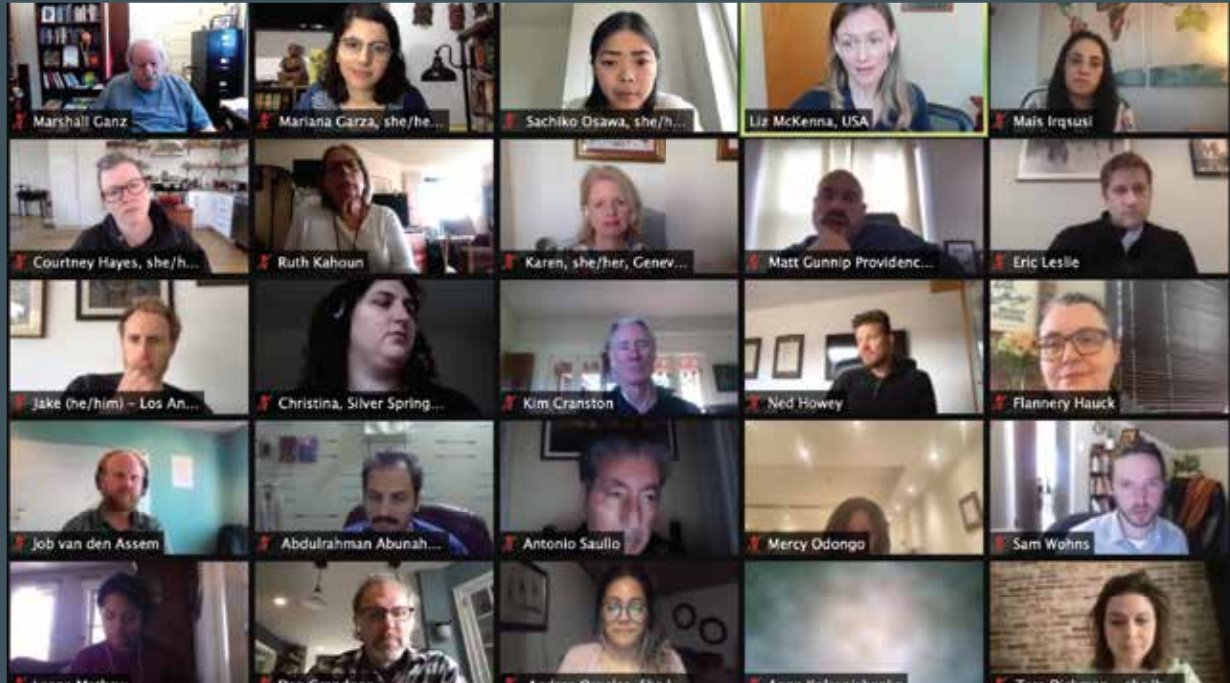 Marshall Ganz
Mariana Garza, she/he...
Sachiko Osawa, she/h...
Liz McKenna, USA
Mais Irqsusi
Courtney Hayes, she/h...
Ruth Kahoun
Karen, she/her, Genev...
Matt Gunnip Providenc...
Eric Leslie
Jake (he/him) – Los An...
Christina, Silver Spring...
Kim Cranston
Ned Howey
Flannery Hauck
Job van den Assem
Abdulrahman Abunah...
Antonio Saullo
Mercy Odongo
Sam Wohns